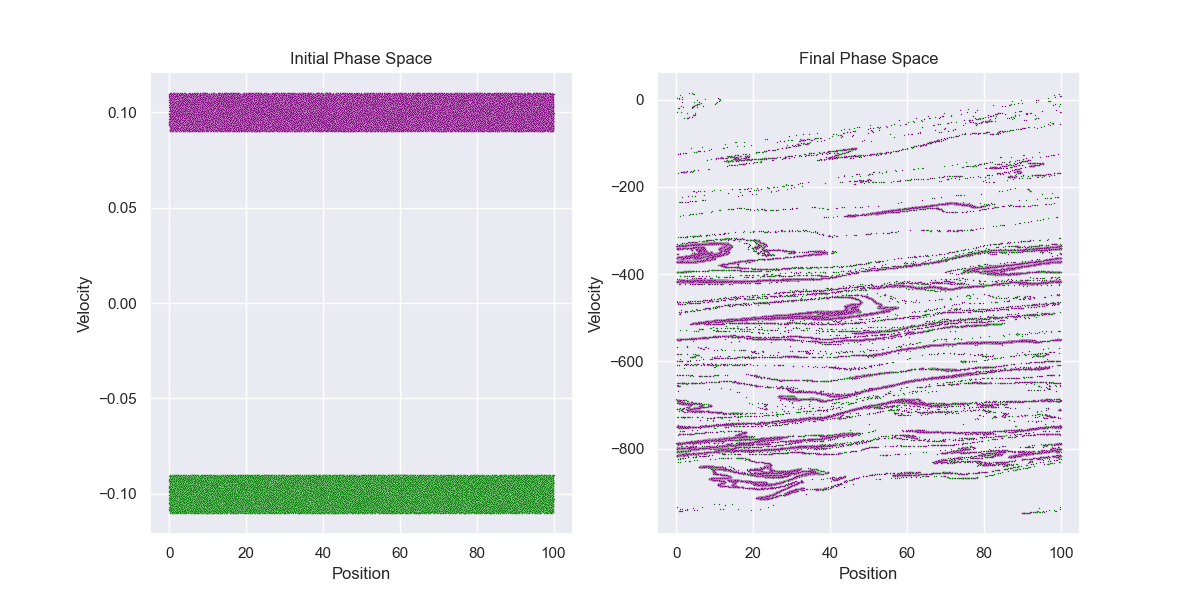 Initial Phase Space
Velocity
0.10
0.05
0.00
−0.05
−0.10
0 20 40 60 80 100
Position
Final Phase Space
Velocity
0
−200
−400
−600
−800
0 20 40 60 80 100
Position